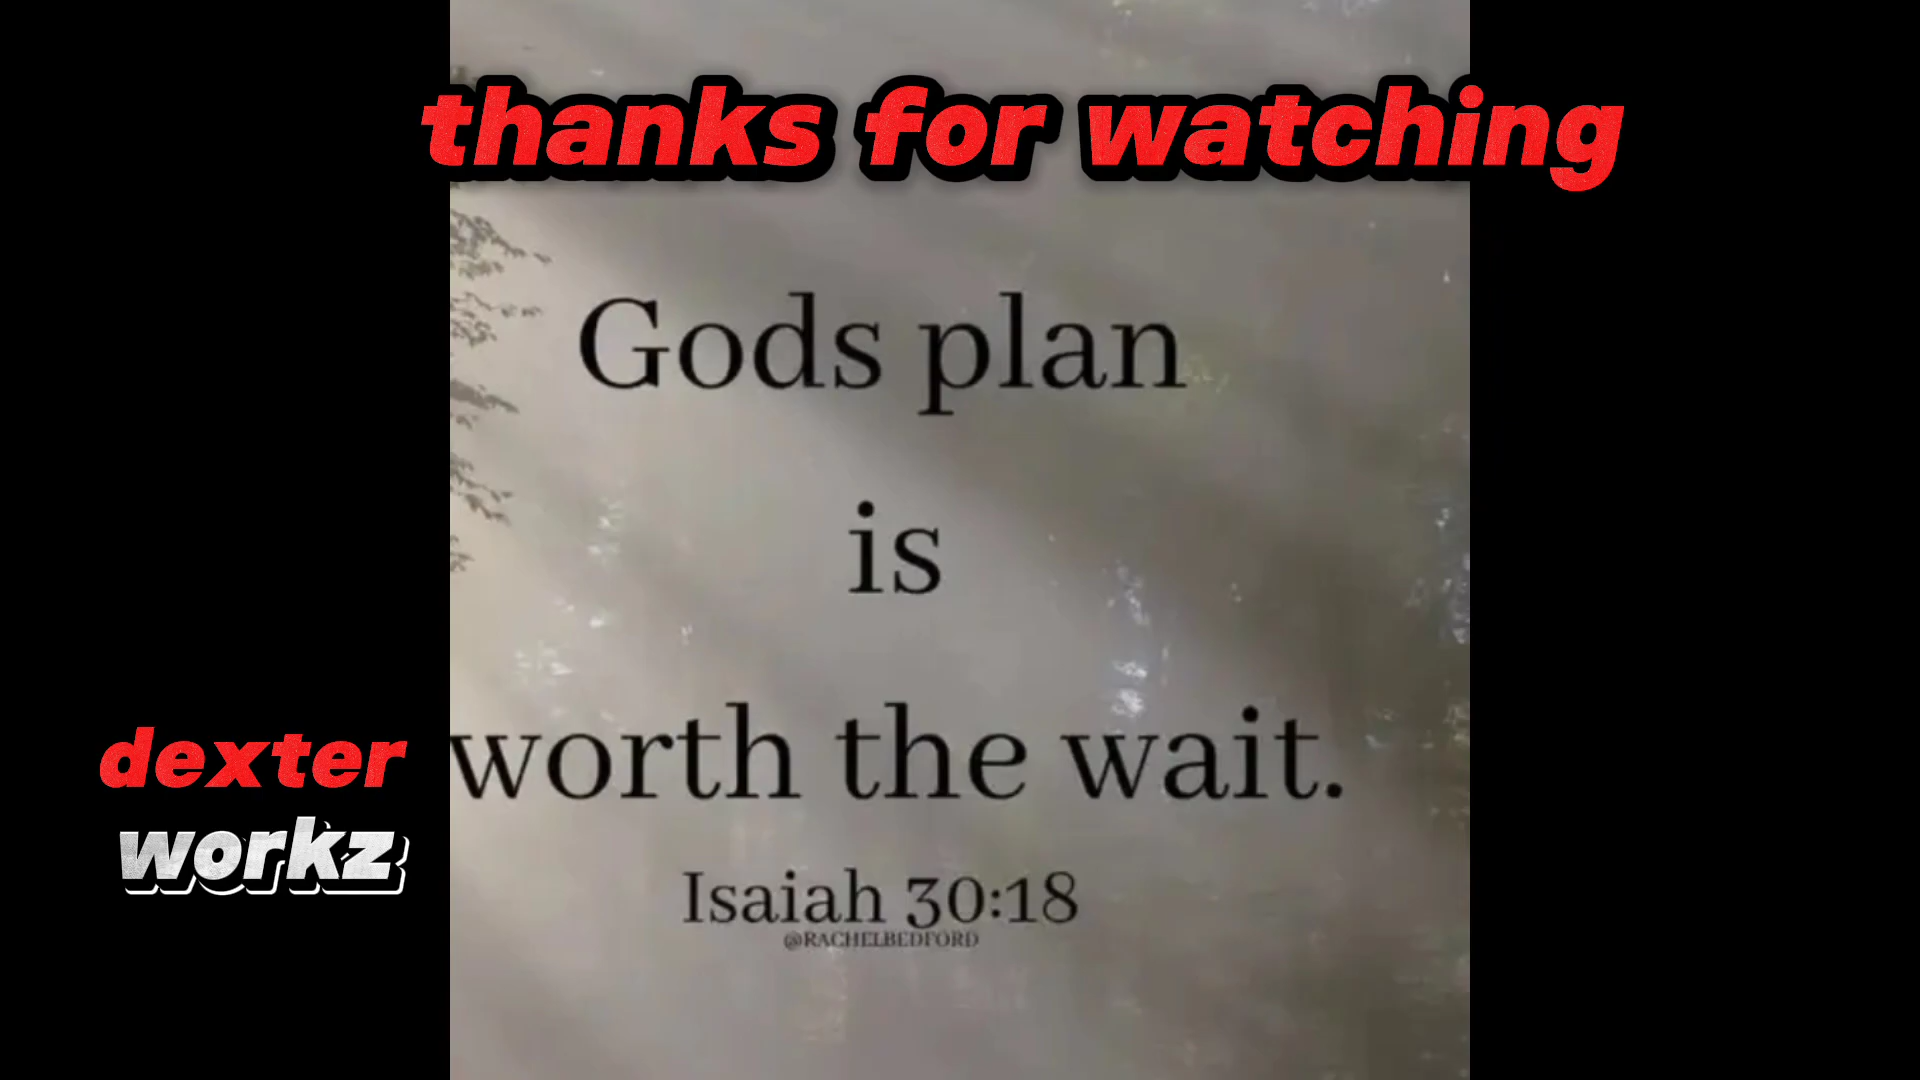 thanks for watching
Gods plan
is
worth the wait.
Isaiah 30:18
@RACHELBEDFORD
dexter
workz